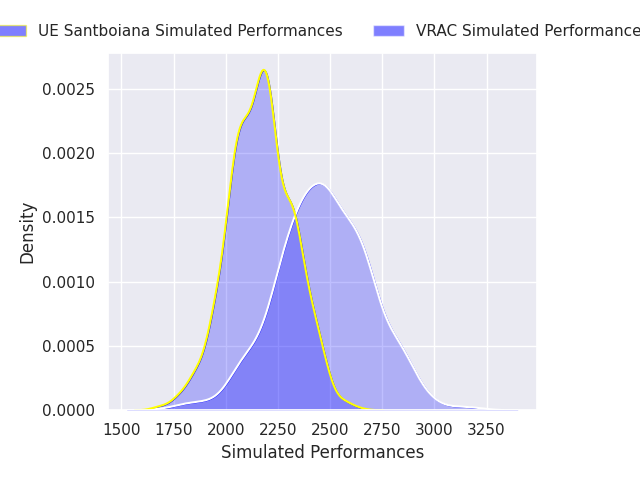 UE Santboiana Simulated Performances VRAC Simulated Performance
0.0025
0.0020
0.0015
0.0010
0.0005
0.0000
Density
1500 1750 2000 2250 2500 2750 3000 3250
Simulated Performances